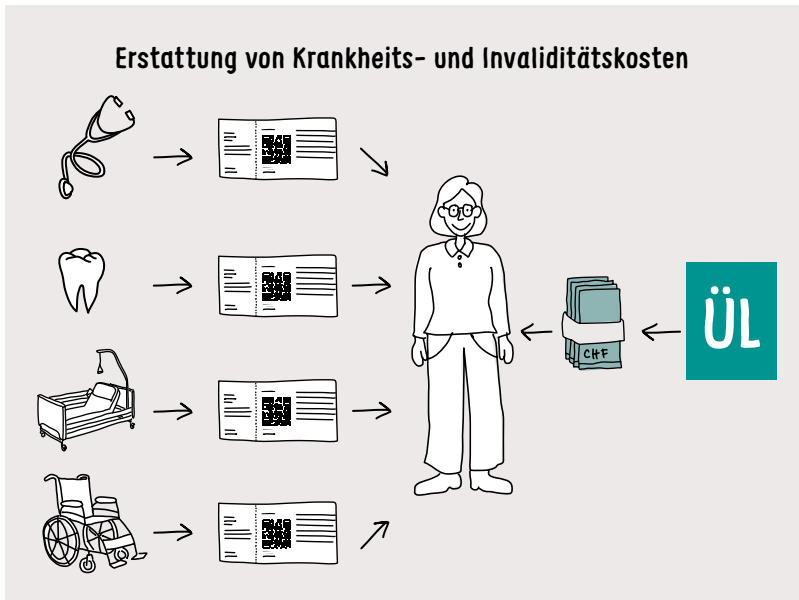 Erstattung von Krankheits- und Invaliditätskosten
CHF
ÜL